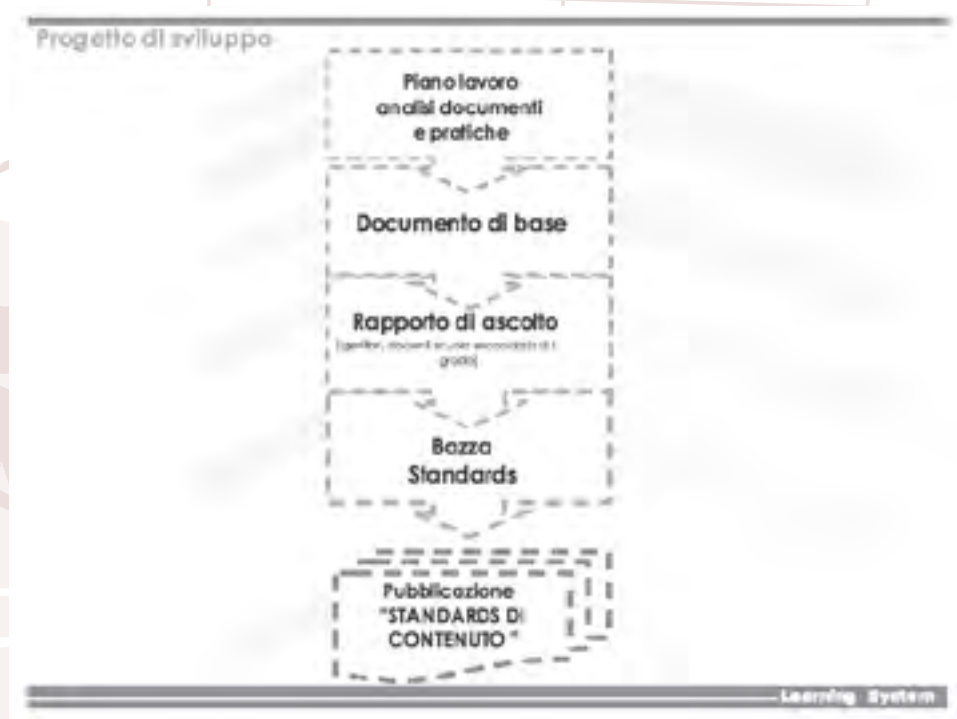 Progetto di sviluppo
Piano lavoro
analisi documenti
e pratiche
Documento di base
Rapporto di ascolto
grado)
Bozza
Standards
Pubblicazione
"STANDARDS DI
CONTENUTO "
Learning System